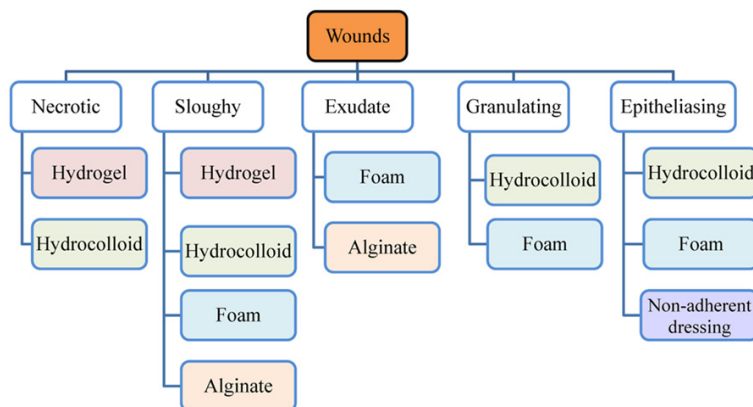 Wounds
Necrotic
Sloughy
Exudate
Granulating
Epitheliasing
Hydrogel
Hydrocolloid
Hydrogel
Hydrocolloid
Foam
Alginate
Foam
Alginate
Hydrocolloid
Foam
Hydrocolloid
Foam
Non-adherent
dressing